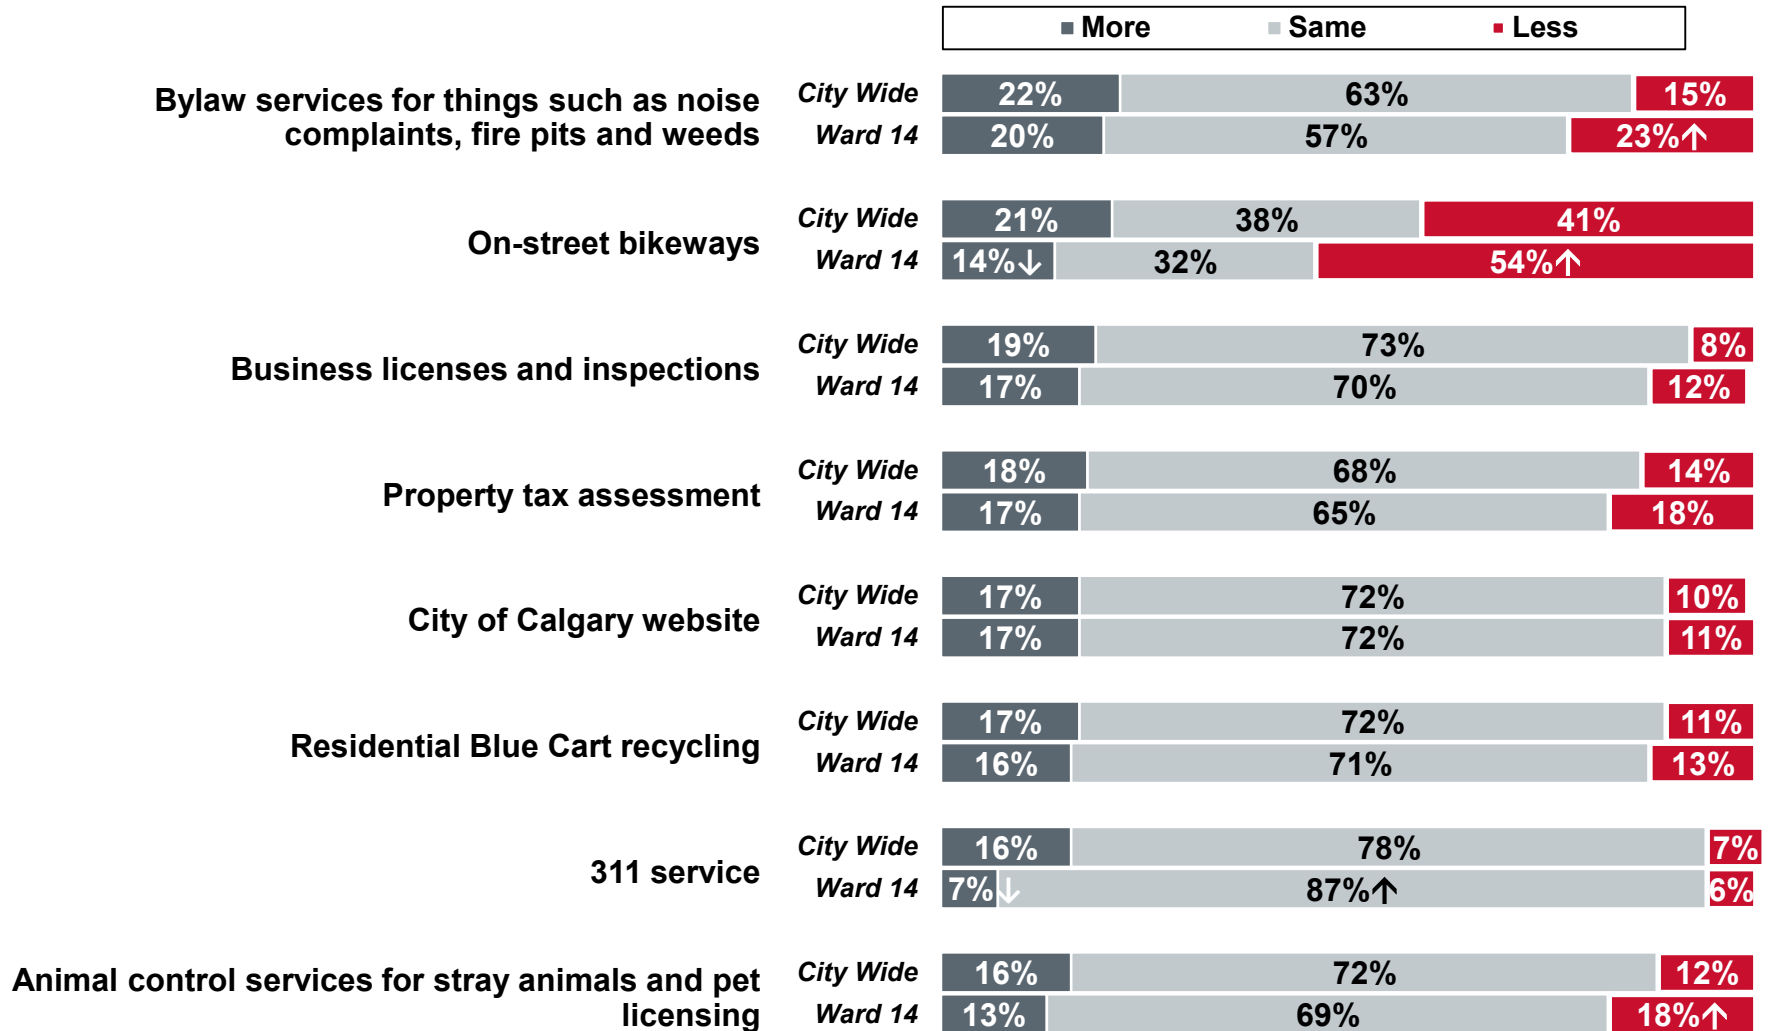 More Same Less
Bylaw services for things such as noise
complaints, fire pits and weeds
City Wide 22% 63% 15%
Ward 14 20% 57% 23%↑
On-street bikeways
City Wide 21% 38% 41%
Ward 14 14%↓ 32% 54%↑
Business licenses and inspections
City Wide 19% 73% 8%
Ward 14 17% 70% 12%
Property tax assessment
City Wide 18% 68% 14%
Ward 14 17% 65% 18%
City of Calgary website
City Wide 17% 72% 10%
Ward 14 17% 72% 11%
Residential Blue Cart recycling
City Wide 17% 72% 11%
Ward 14 16% 71% 13%
311 service
City Wide 16% 78% 7%
Ward 14 7%↓ 87%↑ 6%
Animal control services for stray animals and pet
licensing
City Wide 16% 72% 12%
Ward 14 13% 69% 18%↑